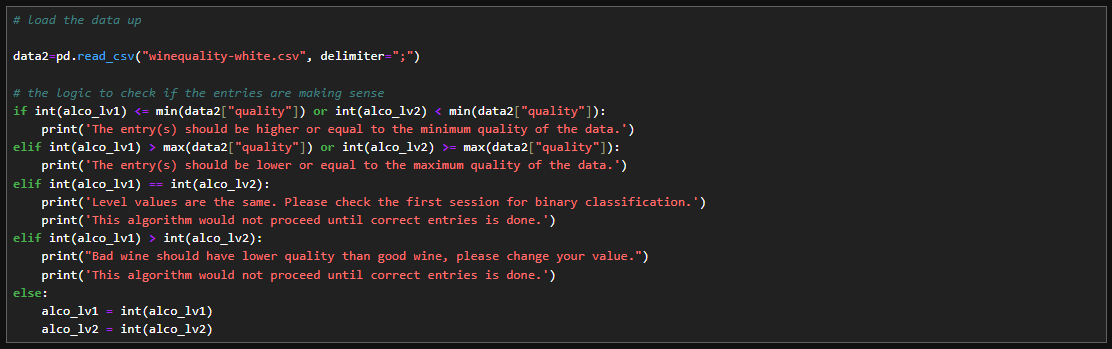 # load the data up
data2=pd.read_csv("winequality-white.csv", delimiter=";")
# the logic to check if the entries are making sense
if int(alco_lv1) <= min(data2["quality"]) or int(alco_lv2) < min(data2["quality"]):
    print('The entry(s) should be higher or equal to the minimum quality of the data.')
elif int(alco_lv1) > max(data2["quality"]) or int(alco_lv2) >= max(data2["quality"]):
    print('The entry(s) should be lower or equal to the maximum quality of the data.')
elif int(alco_lv1) == int(alco_lv2):
    print('Level values are the same. Please check the first session for binary classification.')
    print('This algorithm would not proceed until correct entries is done.')
elif int(alco_lv1) > int(alco_lv2):
    print("Bad wine should have lower quality than good wine, please change your value.")
    print('This algorithm would not proceed until correct entries is done.')
else:
    alco_lv1 = int(alco_lv1)
    alco_lv2 = int(alco_lv2)